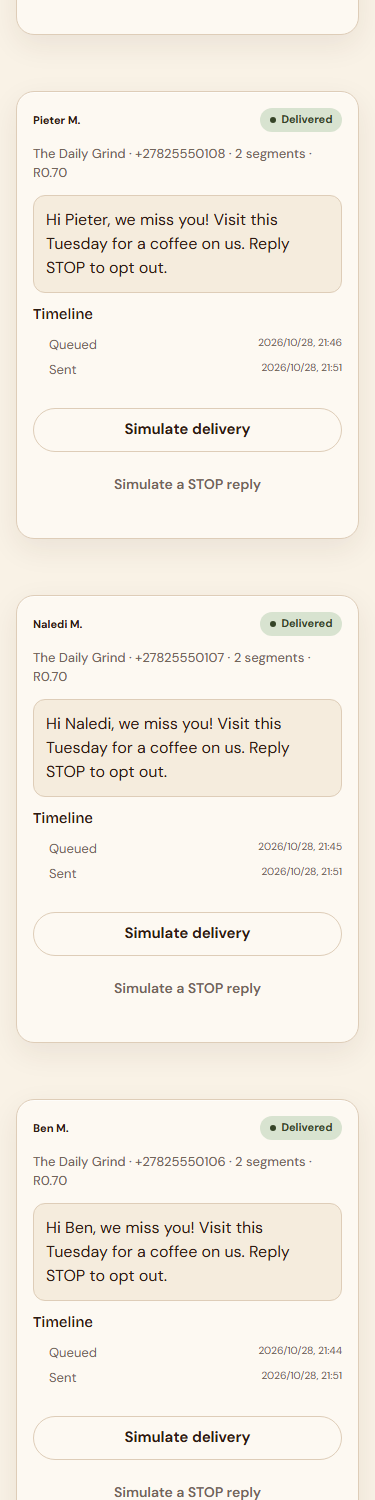 Pieter M.
Delivered
The Daily Grind · +27825550108 · 2 segments ·
R0.70
Hi Pieter, we miss you! Visit this
Tuesday for a coffee on us. Reply
STOP to opt out.
Timeline
Queued 2026/10/28, 21:46
Sent 2026/10/28, 21:51
Simulate delivery
Simulate a STOP reply
Naledi M.
Delivered
The Daily Grind · +27825550107 · 2 segments ·
R0.70
Hi Naledi, we miss you! Visit this
Tuesday for a coffee on us. Reply
STOP to opt out.
Timeline
Queued 2026/10/28, 21:45
Sent 2026/10/28, 21:51
Simulate delivery
Simulate a STOP reply
Ben M.
Delivered
The Daily Grind · +27825550106 · 2 segments ·
R0.70
Hi Ben, we miss you! Visit this
Tuesday for a coffee on us. Reply
STOP to opt out.
Timeline
Queued 2026/10/28, 21:44
Sent 2026/10/28, 21:51
Simulate delivery
Simulate a STOP reply